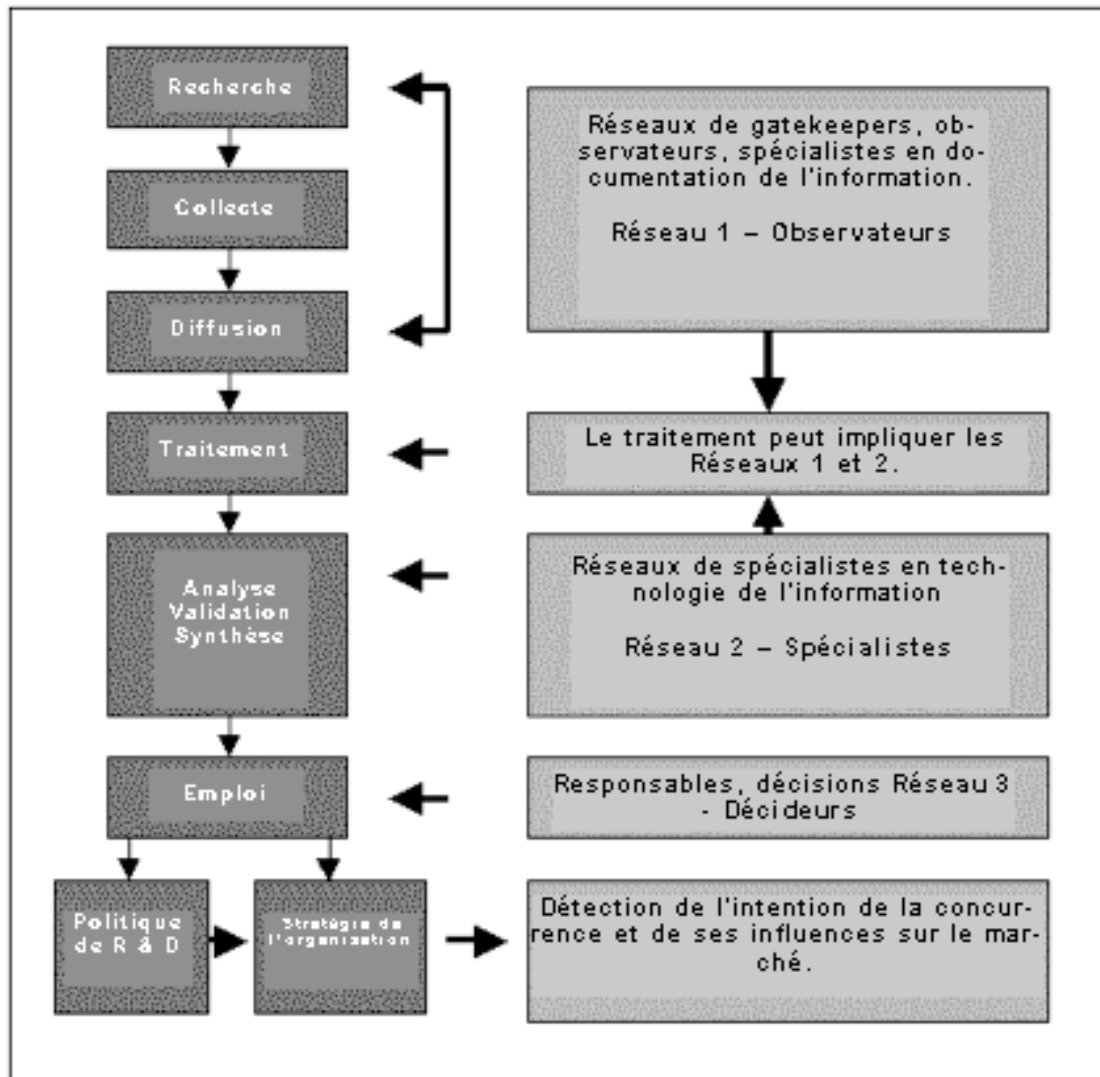 Recherche
Collecte
Diffusion
Traitement
Analyse
Validation
Synthèse
Emploi
Politique
de R & D
Stratégie de
l'organisation
Réseaux de gatekeepers, ob-
servateurs, spécialistes en do-
cumentation de l'information.
Réseau 1 – Observateurs
Le traitement peut impliquer les
Réseaux 1 et 2.
Réseaux de spécialistes en tech-
nologie de l'information
Réseau 2 – Spécialistes
Responsables, décisions Réseau 3
- Décideurs
Détection de l'intention de la concur-
rence et de ses influences sur le mar-
ché.